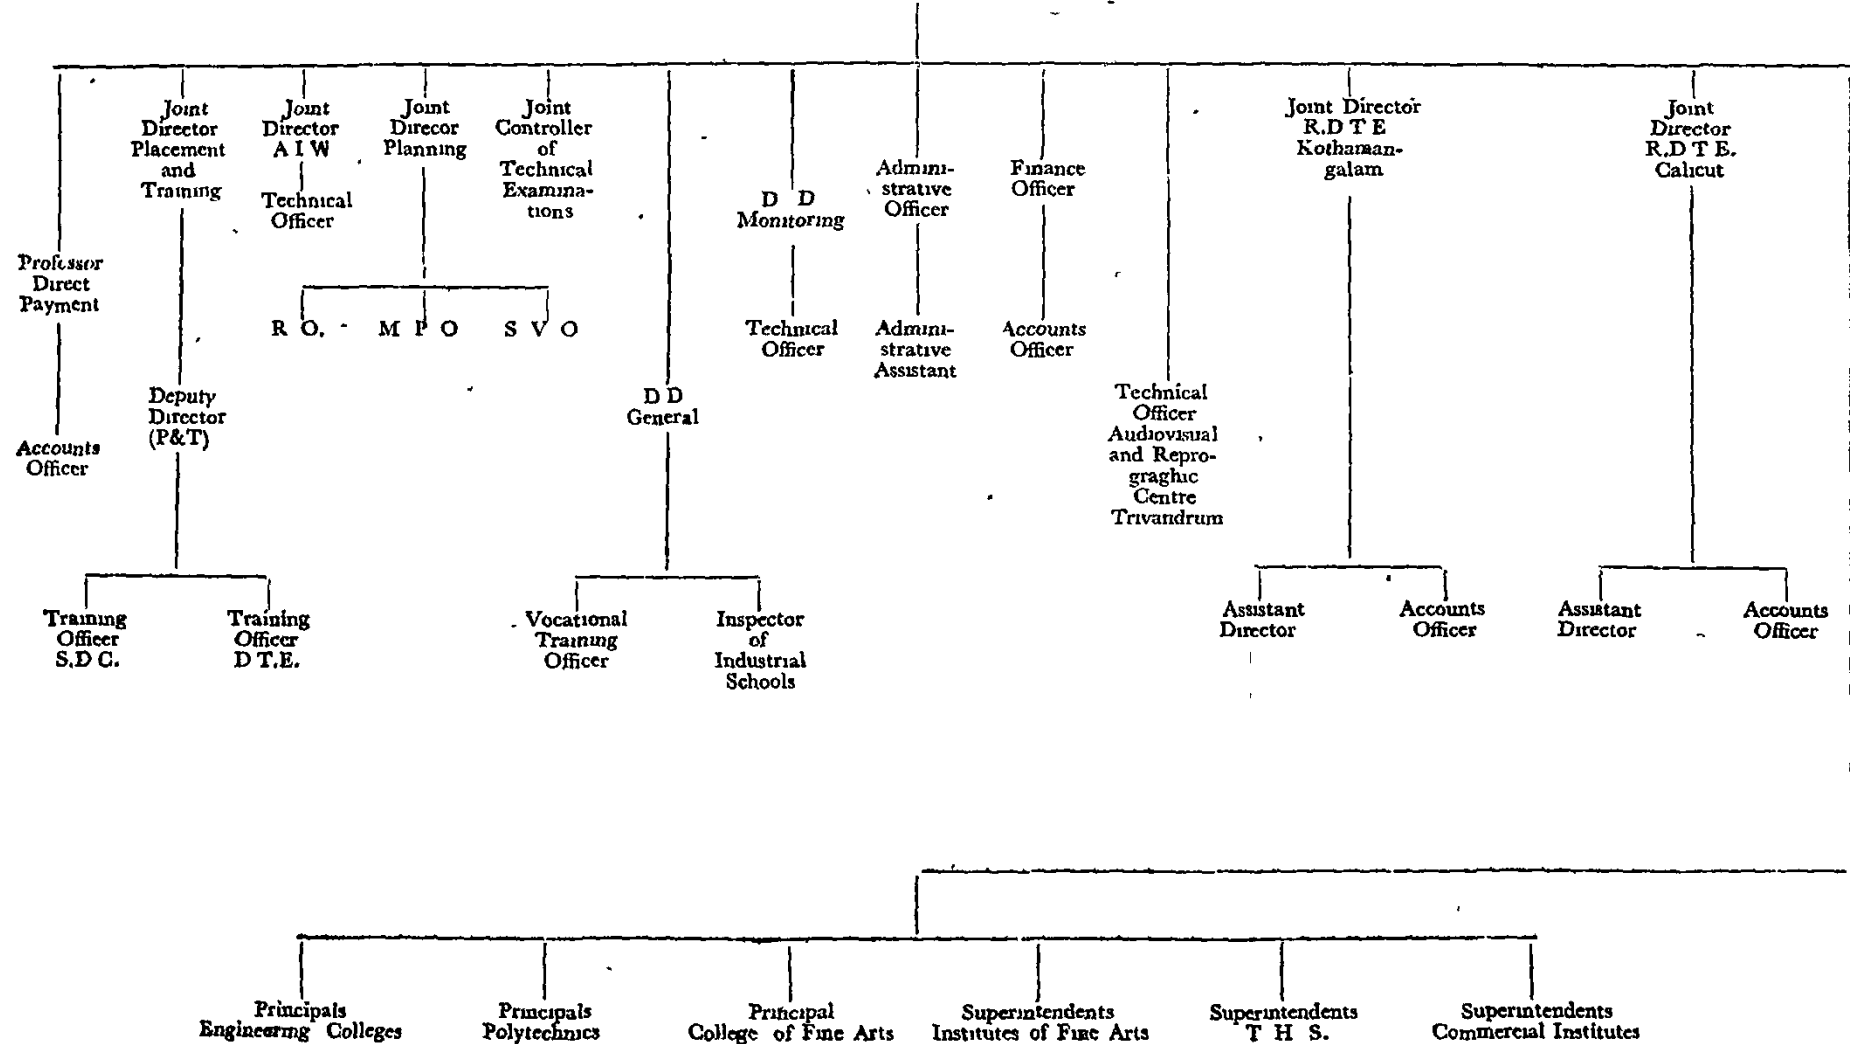 Joint
Director
Placement
and
Training
Joint
Director
A I W
Technical
Officer
Joint
Direcor
Planning
Joint
Controller
of
Technical
Examina-
tions
D D
Monitoring
Admini-
strative
Officer
Finance
Officer
Joint Director
R.D T E
Kothaman-
galam
Joint
Director
R.D T E.
Calicut
Professor
Direct
Payment
R O.
M P O
S V O
Technical
Officer
Admini-
strative
Assistant
Accounts
Officer
Deputy
Director
(P&T)
D D
General
Technical
Officer
Audiovisual
and Repro-
graghic
Centre
Trivandrum
Accounts
Officer
Training
Officer
S.D C.
Training
Officer
D T.E.
Vocational
Training
Officer
Inspector
of
Industrial
Schools
Assistant
Director
Accounts
Officer
Assistant
Director
Accounts
Officer
Principals
Engineering Colleges
Principals
Polytechnics
Principal
College of Fine Arts
Superintendents
Institutes of Fine Arts
Superintendents
T H S.
Superintendents
Commercial Institutes